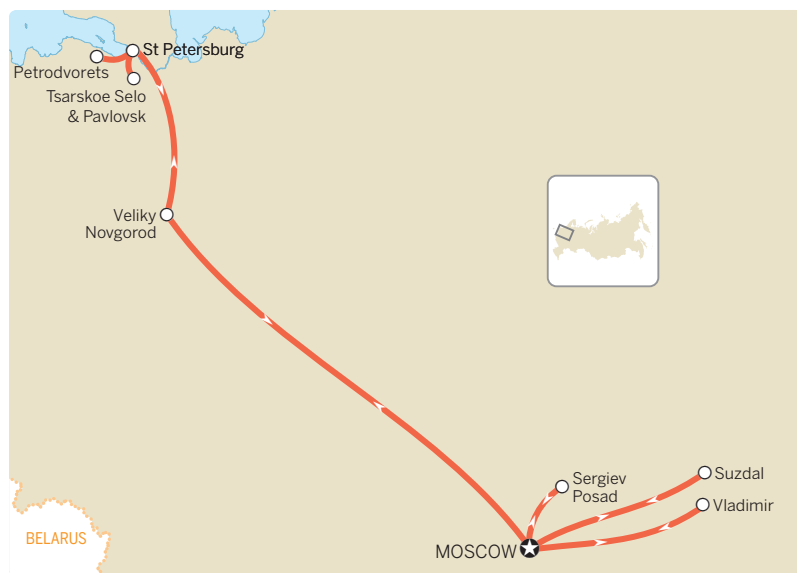 St Petersburg
Petrodvorets
Tsarskoe Selo
& Pavlovsk
Veliky
Novgorod
Sergiev
Posad
Suzdal
Vladimir
BELARUS
MOSCOW